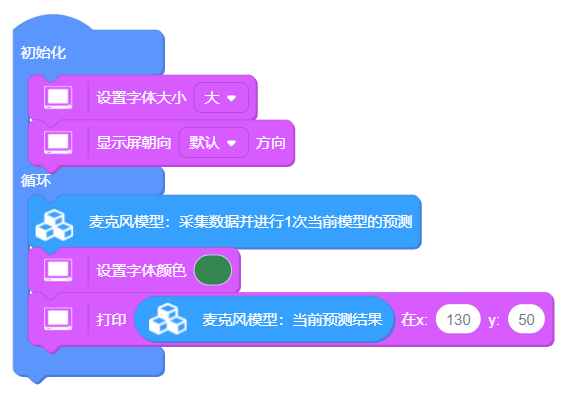 初始化
设置字体大小 大
显示屏朝向 默认 方向
循环
麦克风模型：采集数据并进行1次当前模型的预测
设置字体颜色
打印 麦克风模型：当前预测结果 在x: 130 y: 50